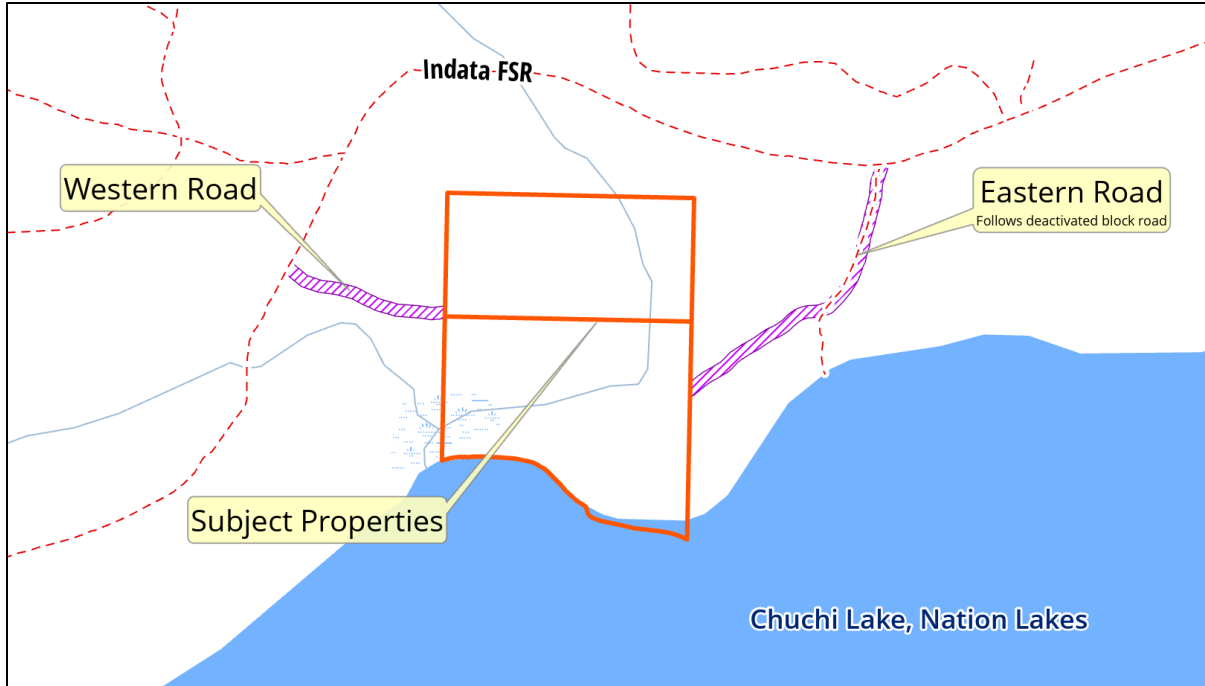 Indata FSR
Western Road
Eastern Road
Follows deactivated block road
Subject Properties
Chuchi Lake, Nation Lakes